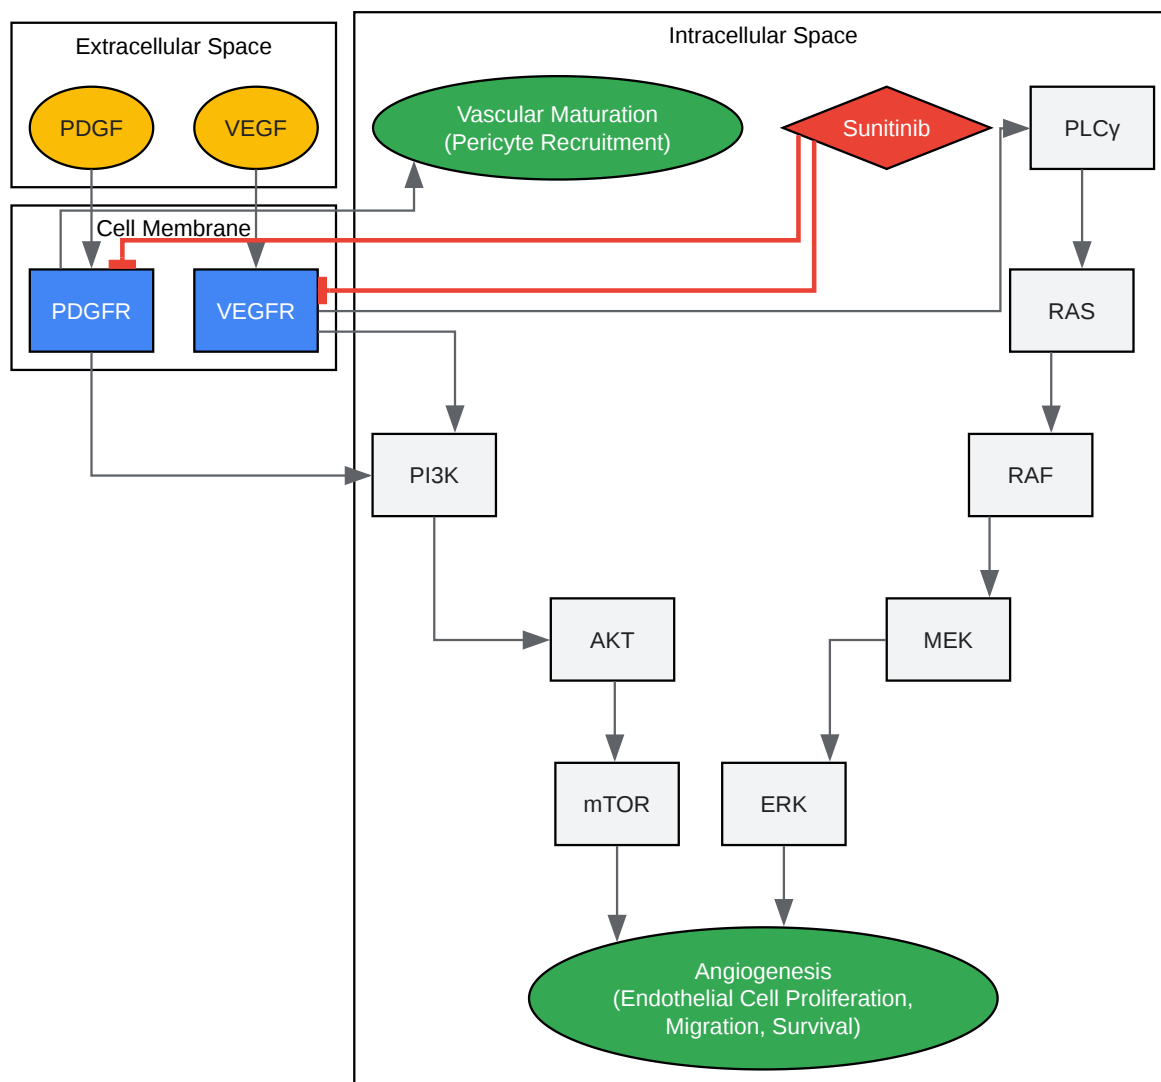 Extracellular Space
Intracellular Space
PDGF
VEGF
Vascular Maturation
(Pericyte Recruitment)
Sunitinib
PLCγ
Cell Membrane
PDGFR
VEGFR
RAS
PI3K
RAF
AKT
MEK
mTOR
ERK
Angiogenesis
(Endothelial Cell Proliferation,
Migration, Survival)